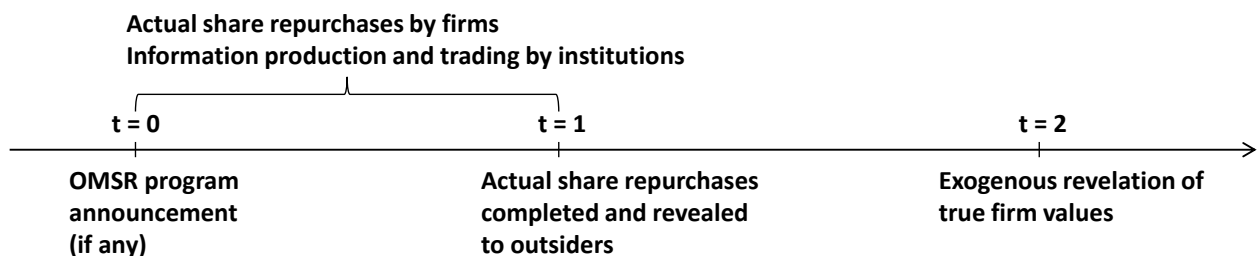 Actual share repurchases by firms
Information production and trading by institutions
t = 0
t = 1
t = 2
OMSR program
announcement
(if any)
Actual share repurchases
completed and revealed
to outsiders
Exogenous revelation of
true firm values